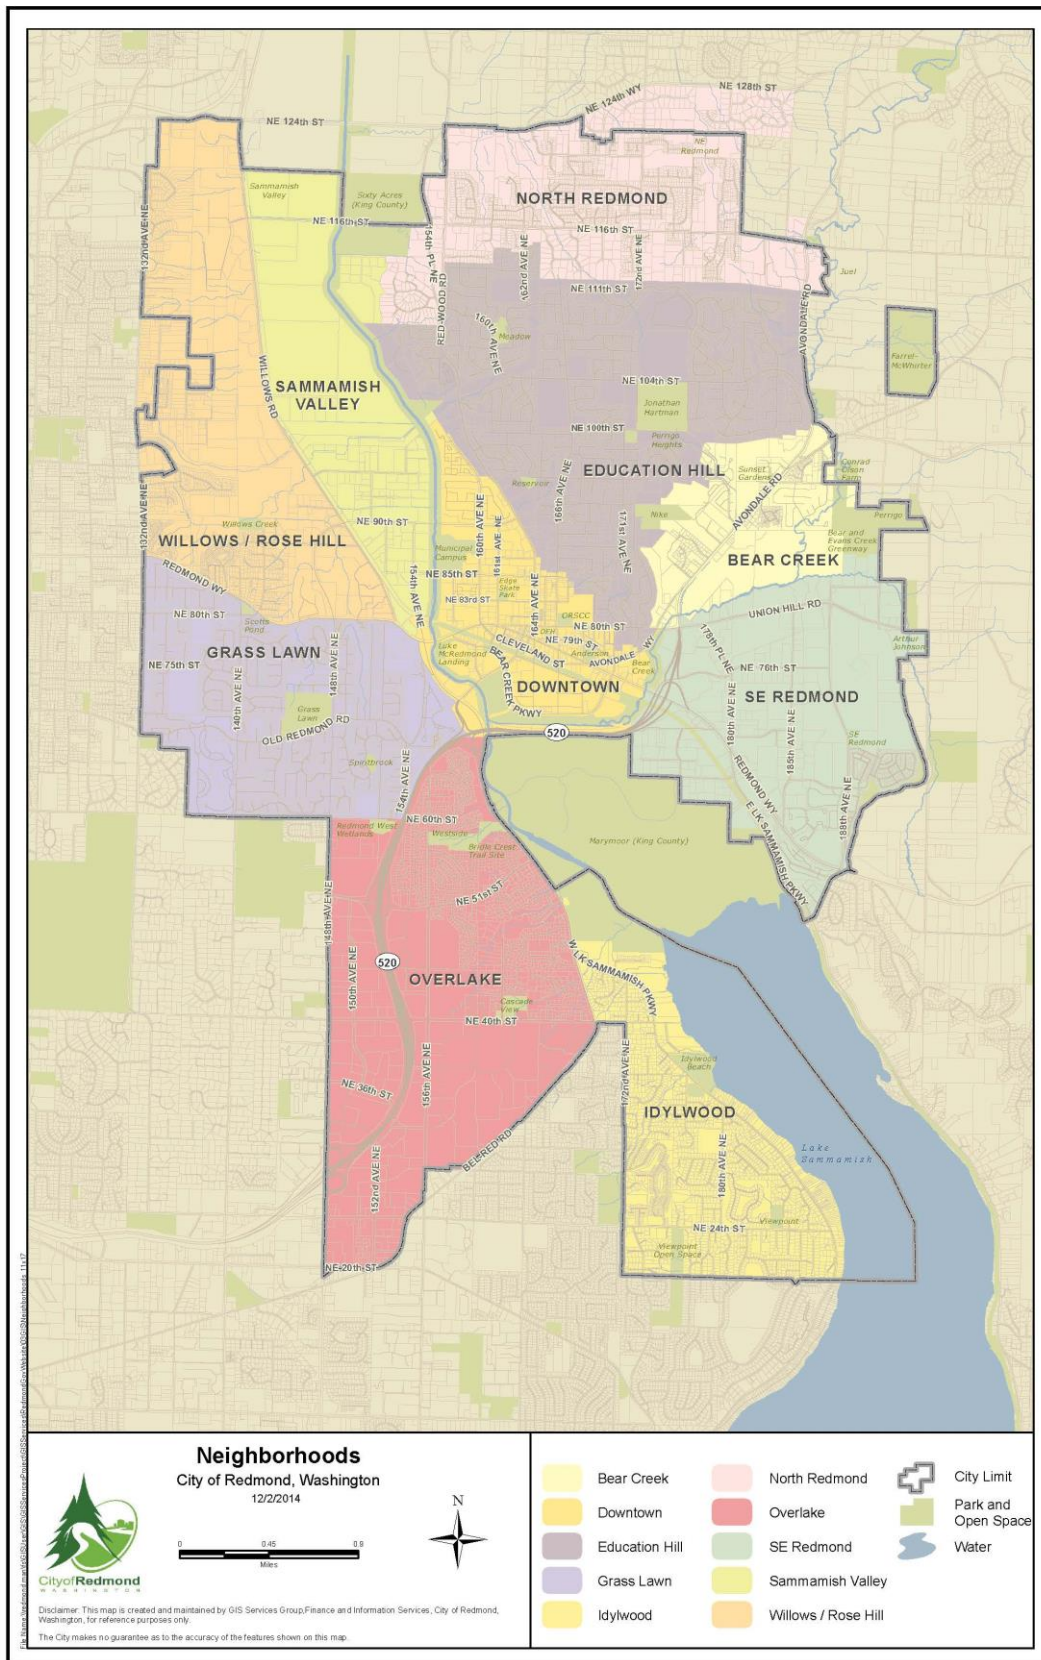 NE 124th ST
NE 124th WY
NE 128th ST
NE
Redmond
Sammamish
Valley
Sixty Acres
(King County)
NORTH REDMOND
NE 116th ST
NE 116th ST
132nd AVE NE
154th PL NE
RED-WOOD RD
162nd AVE NE
172nd AVE NE
NE 111th ST
AVONDALE RD
Juel
160th AVE NE
Meadow
Farrel-
McWhirter
WILLOWS RD
SAMMAMISH
VALLEY
NE 104th ST
Jonathan
Hartman
NE 100th ST
Perrigo
Heights
EDUCATION HILL
Sunset
Gardens
Conrad
Olson
Farm
Reservoir
166th AVE NE
AVONDALE RD
132nd AVE NE
Willows Creek
NE 90th ST
160th AVE NE
161st AVE NE
Nike
171st AVE NE
Perrigo
WILLOWS / ROSE HILL
Municipal
Campus
Bear and
Evans Creek
Greenway
BEAR CREEK
REDMOND WY
154th AVE NE
NE 85th ST
Edge
Skate
Park
NE 83rd ST
164th AVE NE
NE 80th ST
Scotts
Pond
ORSCC
NE 80th ST
UNION HILL RD
178th PL NE
Arthur
Johnson
GRASS LAWN
NE 75th ST
148th AVE NE
140th AVE NE
Luke
McRedmond
Landing
CLEVELAND ST
NE 79th ST
Anderson
AVONDALE WY
Bear
Creek
NE 76th ST
BEAR CREEK PKWY
DOWNTOWN
SE REDMOND
180th AVE NE
185th AVE NE
Grass
Lawn
OLD REDMOND RD
520
SE
Redmond
Spiritbrook
154th AVE NE
REDMOND WY
E LK SAMMAMISH PKWY
188th AVE NE
NE 60th ST
Redmond West
Wetlands
Westside
Bridle Crest
Trail Site
Marymoor (King County)
NE 51st ST
148th AVE NE
150th AVE NE
520
OVERLAKE
W LK SAMMAMISH PKWY
Cascade
View
NE 40th ST
NE 36th ST
156th AVE NE
172nd AVE NE
Idylwood
Beach
IDYLWOOD
BEL-RED RD
152nd AVE NE
180th AVE NE
Lake
Sammamish
NE 24th ST
Viewpoint
Viewpoint
Open Space
NE 20th ST
Neighborhoods
City of Redmond, Washington
12/2/2014
N
0 0.45 0.9
Miles
CityofRedmond
WASHINGTON
Disclaimer: This map is created and maintained by GIS Services Group,Finance and Information Services, City of Redmond,
Washington, for reference purposes only.
The City makes no guarantee as to the accuracy of the features shown on this map.
Bear Creek
Downtown
Education Hill
Grass Lawn
Idylwood
North Redmond
Overlake
SE Redmond
Sammamish Valley
Willows / Rose Hill
City Limit
Park and
Open Space
Water